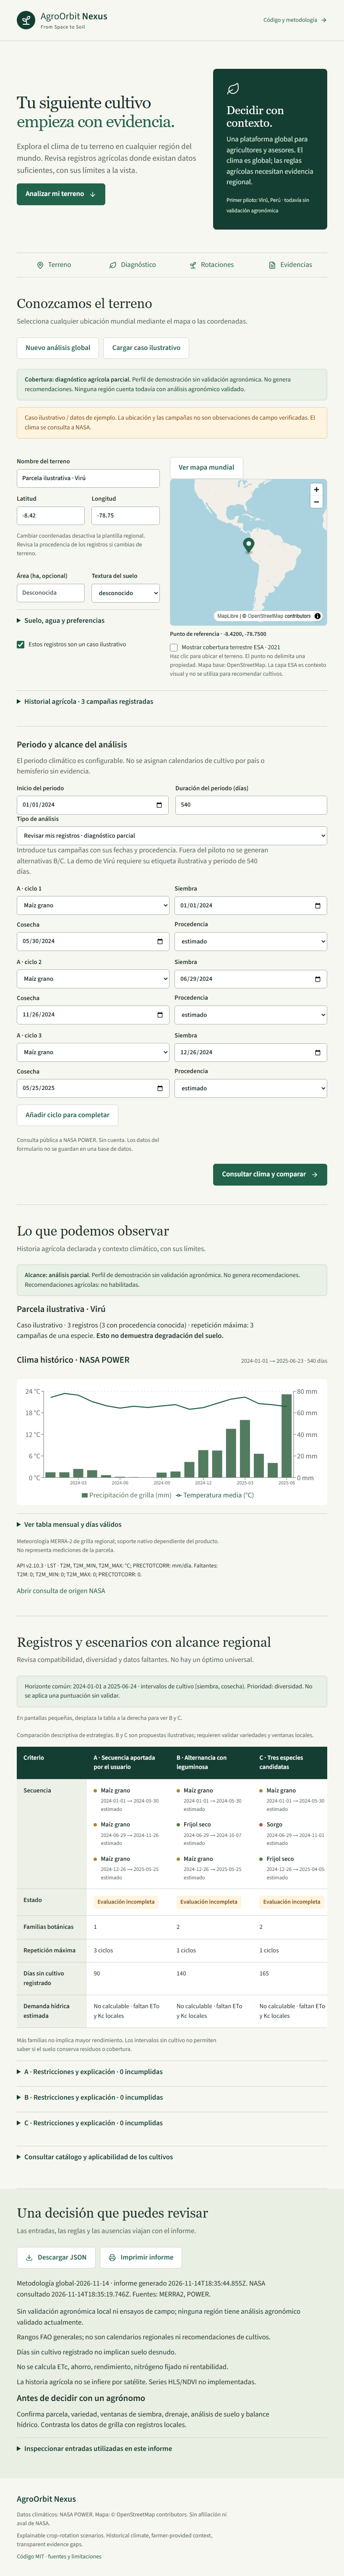 AgroOrbit Nexus
From Space to Soil
Código y metodología →
Tu siguiente cultivo
empieza con evidencia.
Explora el clima de tu terreno en cualquier región del
mundo. Revisa registros agrícolas donde existan datos
suficientes, con sus límites a la vista.
Analizar mi terreno ↓
Decidir con
contexto.
Una plataforma global para
agricultores y asesores. El
clima es global; las reglas
agrícolas necesitan evidencia
regional.
Primer piloto: Virú, Perú · todavía sin
validación agronómica
Terreno
Diagnóstico
Rotaciones
Evidencias
Conozcamos el terreno
Selecciona cualquier ubicación mundial mediante el mapa o las coordenadas.
Nuevo análisis global
Cargar caso ilustrativo
Cobertura: diagnóstico agrícola parcial. Perfil de demostración sin validación agronómica. No genera
recomendaciones. Ninguna región cuenta todavía con análisis agronómico validado.
Caso ilustrativo / datos de ejemplo. La ubicación y las campañas no son observaciones de campo verificadas. El
clima se consulta a NASA.
Nombre del terreno
Parcela ilustrativa · Virú
Latitud
Longitud
-8.42
-78.75
Cambiar coordenadas desactiva la plantilla regional.
Revisa la procedencia de los registros si cambias de
terreno.
Área (ha, opcional)
Textura del suelo
Desconocida
desconocido
Suelo, agua y preferencias
Estos registros son un caso ilustrativo
Ver mapa mundial
+
−
MapLibre | © OpenStreetMap contributors
Punto de referencia · -8.4200, -78.7500
Mostrar cobertura terrestre ESA · 2021
Haz clic para ubicar el terreno. El punto no delimita una
propiedad. Mapa base: OpenStreetMap. La capa ESA es contexto
visual y no se utiliza para recomendar cultivos.
Historial agrícola · 3 campañas registradas
Periodo y alcance del análisis
El periodo climático es configurable. No se asignan calendarios de cultivo por país o
hemisferio sin evidencia.
Inicio del periodo
Duración del periodo (días)
01/01/2024
540
Tipo de análisis
Revisar mis registros · diagnóstico parcial
Introduce tus campañas con sus fechas y procedencia. Fuera del piloto no se generan
alternativas B/C. La demo de Virú requiere su etiqueta ilustrativa y periodo de 540
días.
A · ciclo 1
Siembra
Maíz grano
01/01/2024
Cosecha
Procedencia
05/30/2024
estimado
A · ciclo 2
Siembra
Maíz grano
06/29/2024
Cosecha
Procedencia
11/26/2024
estimado
A · ciclo 3
Siembra
Maíz grano
12/26/2024
Cosecha
Procedencia
05/25/2025
estimado
Añadir ciclo para completar
Consulta pública a NASA POWER. Sin cuenta. Los datos del
formulario no se guardan en una base de datos.
Consultar clima y comparar →
Lo que podemos observar
Historia agrícola declarada y contexto climático, con sus límites.
Alcance: análisis parcial. Perfil de demostración sin validación agronómica. No genera recomendaciones.
Recomendaciones agrícolas: no habilitadas.
Parcela ilustrativa · Virú
Caso ilustrativo · 3 registros (3 con procedencia conocida) · repetición máxima: 3
campañas de una especie. Esto no demuestra degradación del suelo.
Clima histórico · NASA POWER
2024-01-01 → 2025-06-23 · 540 días
24 °C
18 °C
12 °C
6 °C
0 °C
80 mm
60 mm
40 mm
20 mm
0 mm
2024-03
2024-06
2024-09
2024-12
2025-03
2025-06
Precipitación de grilla (mm)
Temperatura media (°C)
Ver tabla mensual y días válidos
Meteorología MERRA-2 de grilla regional; soporte nativo dependiente del producto.
No representa mediciones de la parcela.
API v2.10.3 · LST · T2M, T2M_MIN, T2M_MAX: °C; PRECTOTCORR: mm/día. Faltantes:
T2M: 0; T2M_MIN: 0; T2M_MAX: 0; PRECTOTCORR: 0.
Abrir consulta de origen NASA
Registros y escenarios con alcance regional
Revisa compatibilidad, diversidad y datos faltantes. No hay un óptimo universal.
Horizonte común: 2024-01-01 a 2025-06-24 · intervalos de cultivo [siembra, cosecha). Prioridad: diversidad. No
se aplica una puntuación sin validar.
En pantallas pequeñas, desplaza la tabla a la derecha para ver B y C.
Comparación descriptiva de estrategias. B y C son propuestas ilustrativas; requieren validar variedades y ventanas locales.
Criterio
A · Secuencia aportada
por el usuario
B · Alternancia con
leguminosa
C · Tres especies
candidatas
Secuencia
Maíz grano
2024-01-01 → 2024-05-30
estimado
Maíz grano
2024-01-01 → 2024-05-30
estimado
Maíz grano
2024-01-01 → 2024-05-30
estimado
Maíz grano
2024-06-29 → 2024-11-26
estimado
Frijol seco
2024-06-29 → 2024-10-07
estimado
Sorgo
2024-06-29 → 2024-11-01
estimado
Maíz grano
2024-12-26 → 2025-05-25
estimado
Maíz grano
2024-12-26 → 2025-05-25
estimado
Frijol seco
2024-12-26 → 2025-04-05
estimado
Estado
Evaluación incompleta
Evaluación incompleta
Evaluación incompleta
Familias botánicas
1
2
2
Repetición máxima
3 ciclos
1 ciclos
1 ciclos
Días sin cultivo
registrado
90
140
165
Demanda hídrica
estimada
No calculable · faltan ETo
y Kc locales
No calculable · faltan ETo
y Kc locales
No calculable · faltan ETo
y Kc locales
Más familias no implica mayor rendimiento. Los intervalos sin cultivo no permiten
saber si el suelo conserva residuos o cobertura.
A · Restricciones y explicación · 0 incumplidas
B · Restricciones y explicación · 0 incumplidas
C · Restricciones y explicación · 0 incumplidas
Consultar catálogo y aplicabilidad de los cultivos
Una decisión que puedes revisar
Las entradas, las reglas y las ausencias viajan con el informe.
Descargar JSON
Imprimir informe
Metodología global-2026-11-14 · informe generado 2026-11-14T18:35:44.855Z. NASA
consultado 2026-11-14T18:35:19.746Z. Fuentes: MERRA2, POWER.
Sin validación agronómica local ni ensayos de campo; ninguna región tiene análisis agronómico
validado actualmente.
Rangos FAO generales; no son calendarios regionales ni recomendaciones de cultivos.
Días sin cultivo registrado no implican suelo desnudo.
No se calcula ETc, ahorro, rendimiento, nitrógeno fijado ni rentabilidad.
La historia agrícola no se infiere por satélite. Series HLS/NDVI no implementadas.
Antes de decidir con un agrónomo
Confirma parcela, variedad, ventanas de siembra, drenaje, análisis de suelo y balance
hídrico. Contrasta los datos de grilla con registros locales.
Inspeccionar entradas utilizadas en este informe
AgroOrbit Nexus
Datos climáticos: NASA POWER. Mapa: © OpenStreetMap contributors. Sin afiliación ni
aval de NASA.
Explainable crop-rotation scenarios. Historical climate, farmer-provided context,
transparent evidence gaps.
Código MIT · fuentes y limitaciones